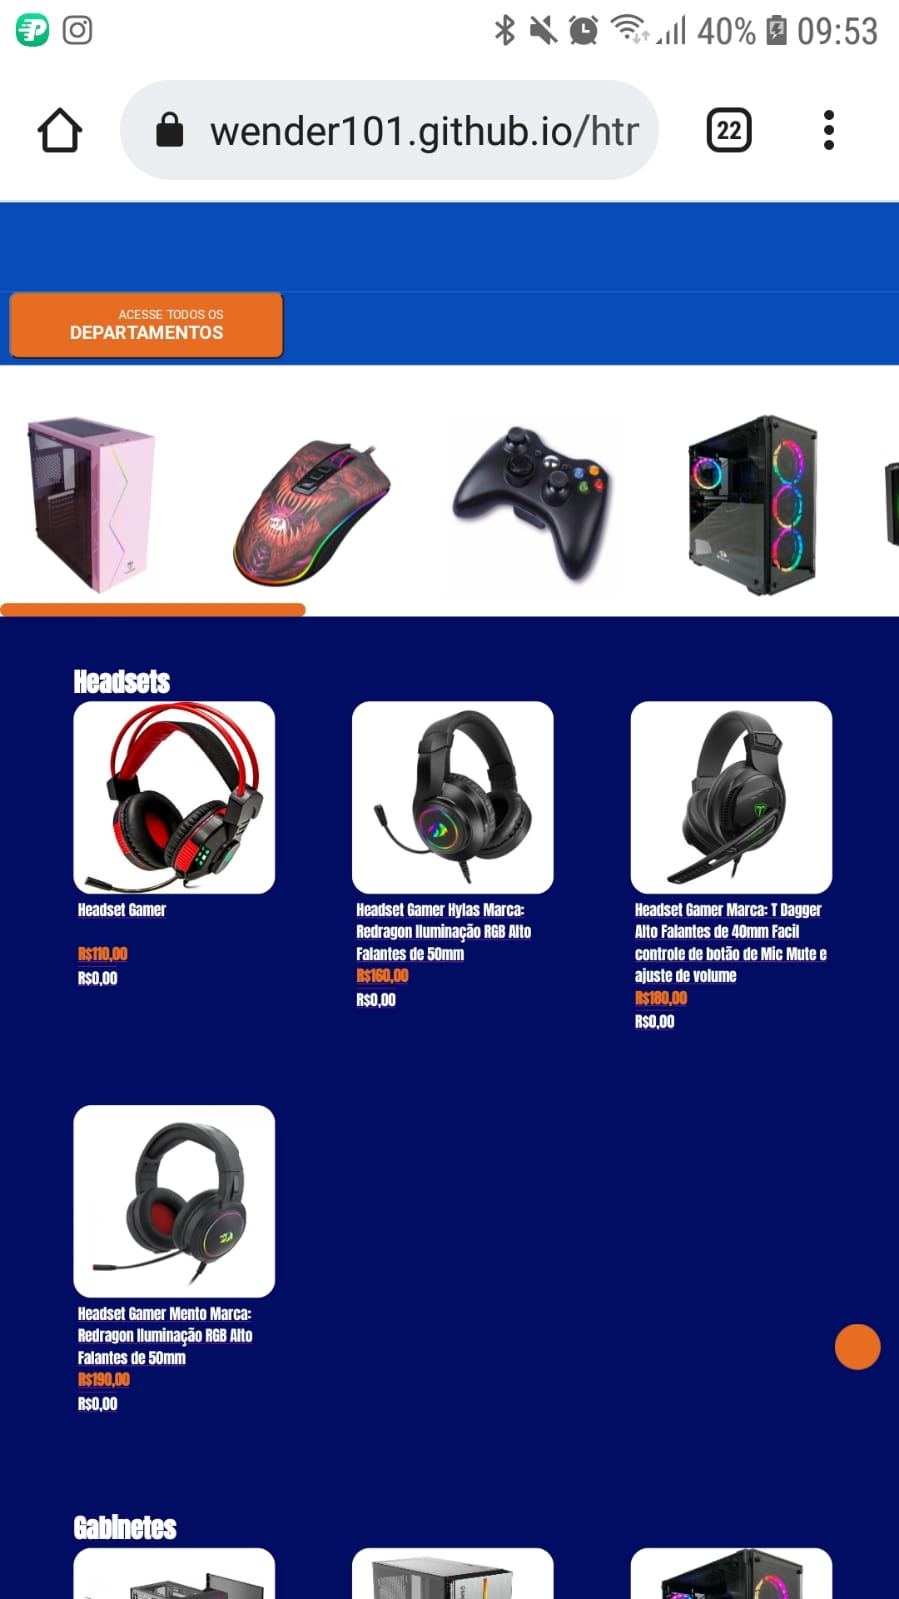 40% 09:53
wender101.github.io/htr
22
ACESSE TODOS OS
DEPARTAMENTOS
Headsets
Headset Gamer
R$110,00
R$0,00
Headset Gamer Hylas Marca:
Redragon Iluminação RGB Alto
Falantes de 50mm
R$160,00
R$0,00
Headset Gamer Marca: T Dagger
Alto Falantes de 40mm Facil
controle de botão de Mic Mute e
ajuste de volume
R$180,00
R$0,00
Headset Gamer Mento Marca:
Redragon Iluminação RGB Alto
Falantes de 50mm
R$190,00
R$0,00
Gabinetes